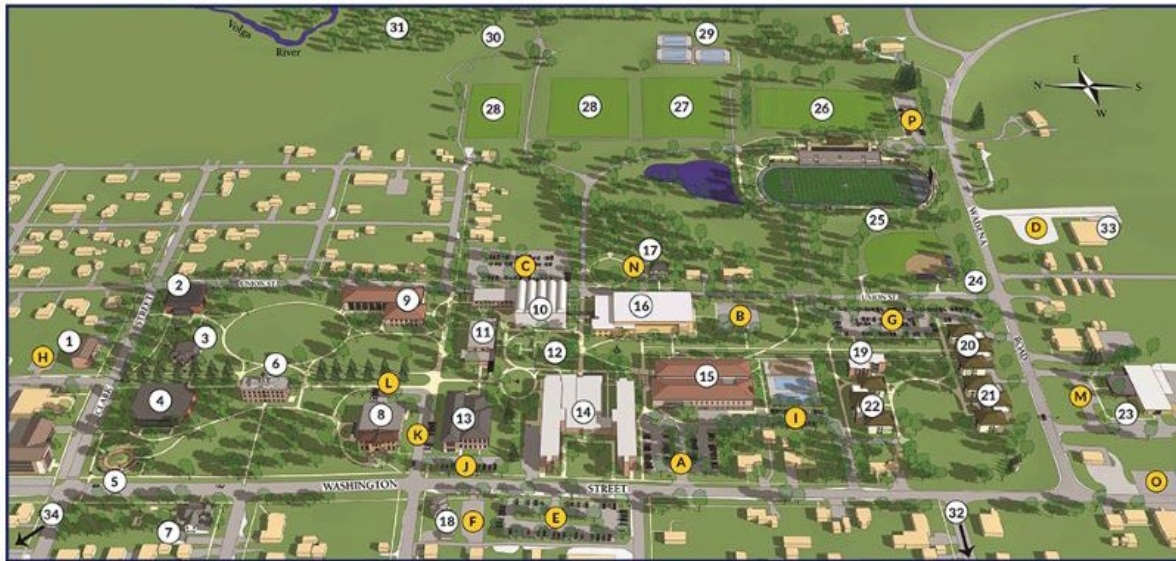 Volga
River
31
30
29
E
N
S
W
28
28
27
26
P
25
WADENA
D
33
17
C
N
2
UNION ST.
9
10
16
B
UNION ST.
24
G
STREET
1
H
3
6
11
12
19
20
ROAD
L
15
4
8
K
13
14
I
22
21
M
23
J
A
5
WASHINGTON
STREET
O
34
7
18
F
E
32